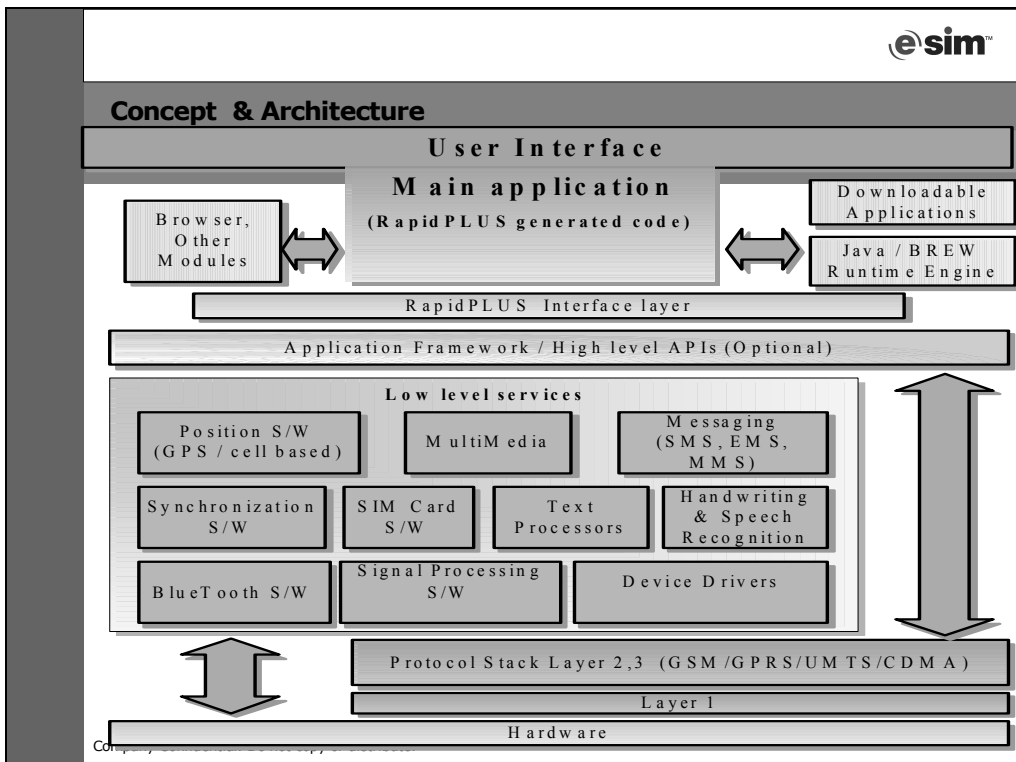 e sim™
Concept & Architecture
User Interface
Main application
(RapidPLUS generated code)
Browser,
Other
Modules
Downloadable
Applications
Java / BREW
Runtime Engine
RapidPLUS Interface layer
Application Framework / High level APIs (Optional)
Low level services
Position S/W
(GPS / cell based)
MultiMedia
Messaging
(SMS, EMS,
MMS)
Synchronization
S/W
SIM Card
S/W
Text
Processors
Handwriting
& Speech
Recognition
BlueTooth S/W
Signal Processing
S/W
Device Drivers
Protocol Stack Layer 2,3 (GSM/GPRS/UMTS/CDMA)
Layer 1
Hardware